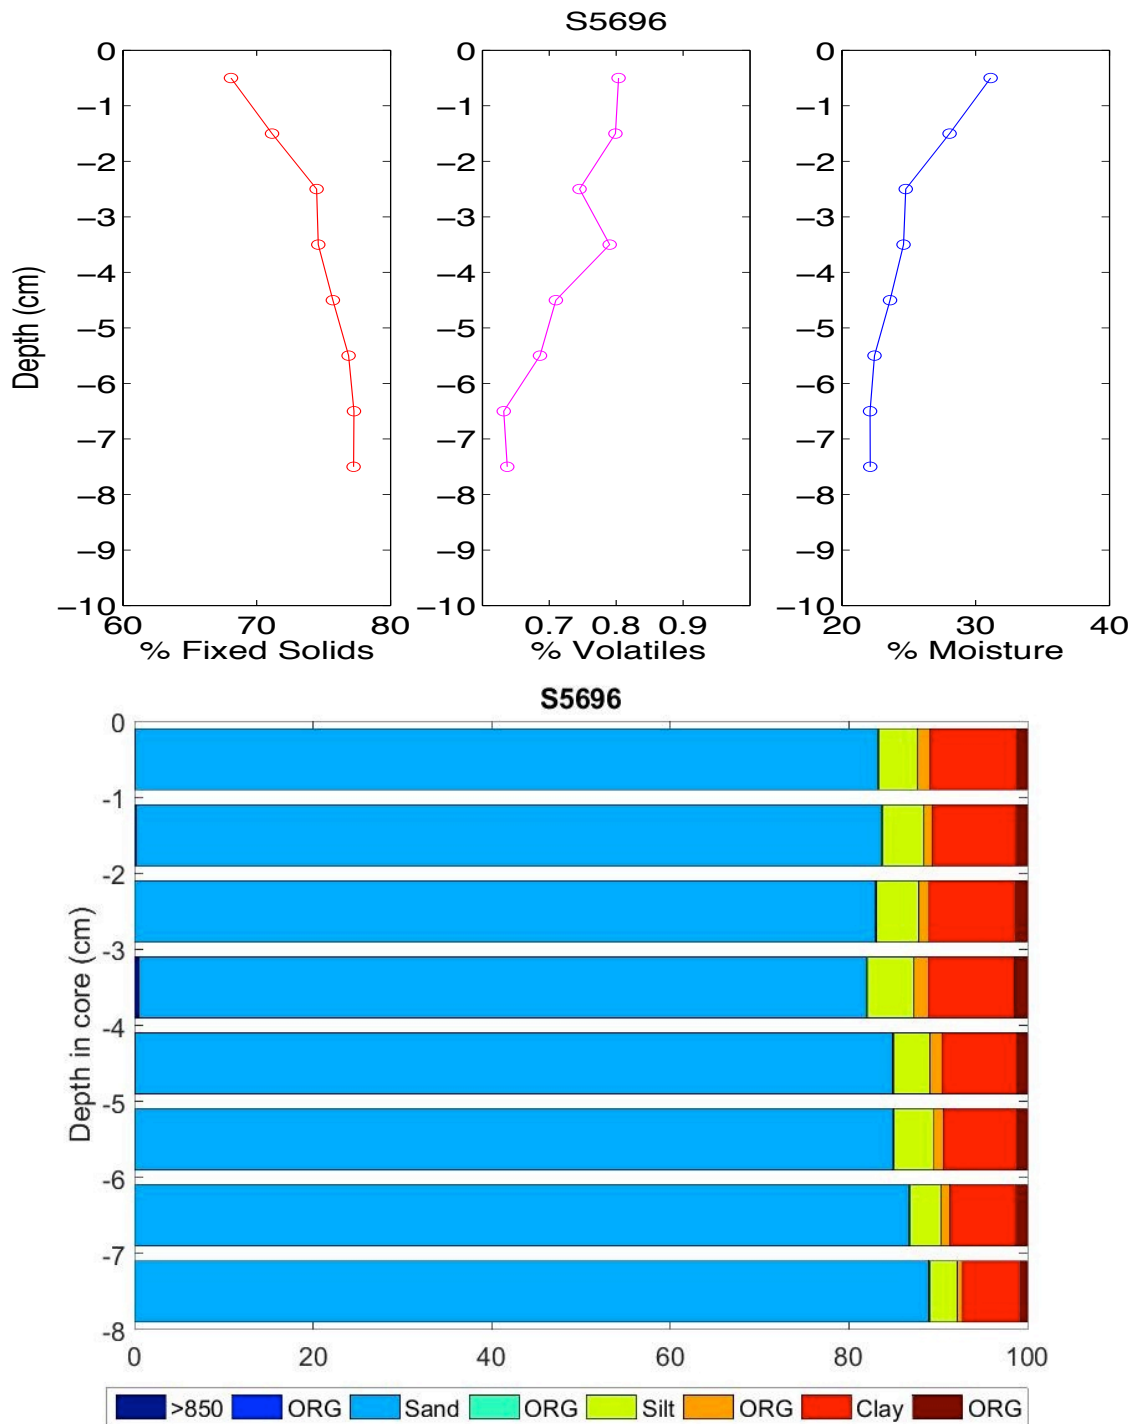 S5696
0 0 0
−1 −1 −1
−2 −2 −2
−3 −3 −3
−4 −4 −4
−5 −5 −5
−6 −6 −6
−7 −7 −7
−8 −8 −8
−9 −9 −9
−10 −10 −10
Depth (cm)
60 70 80 0.7 0.8 0.9 20 30 40
% Fixed Solids % Volatiles % Moisture
S5696
0
-1
-2
-3
-4
-5
-6
-7
-8
Depth in core (cm)
0 20 40 60 80 100
>850 ORG Sand ORG Silt ORG Clay ORG